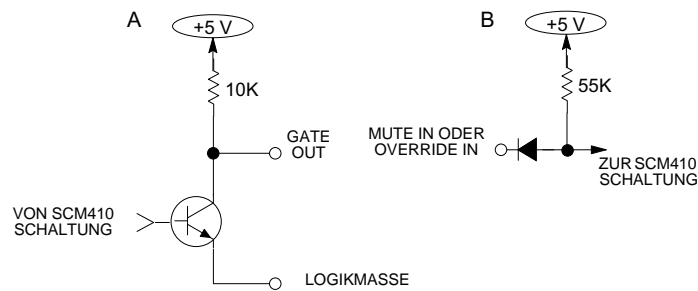 A
+5 V
10K
GATE
OUT
VON SCM410
SCHALTUNG
LOGIKMASSE
B
+5 V
55K
MUTE IN ODER
OVERRIDE IN
ZUR SCM410
SCHALTUNG